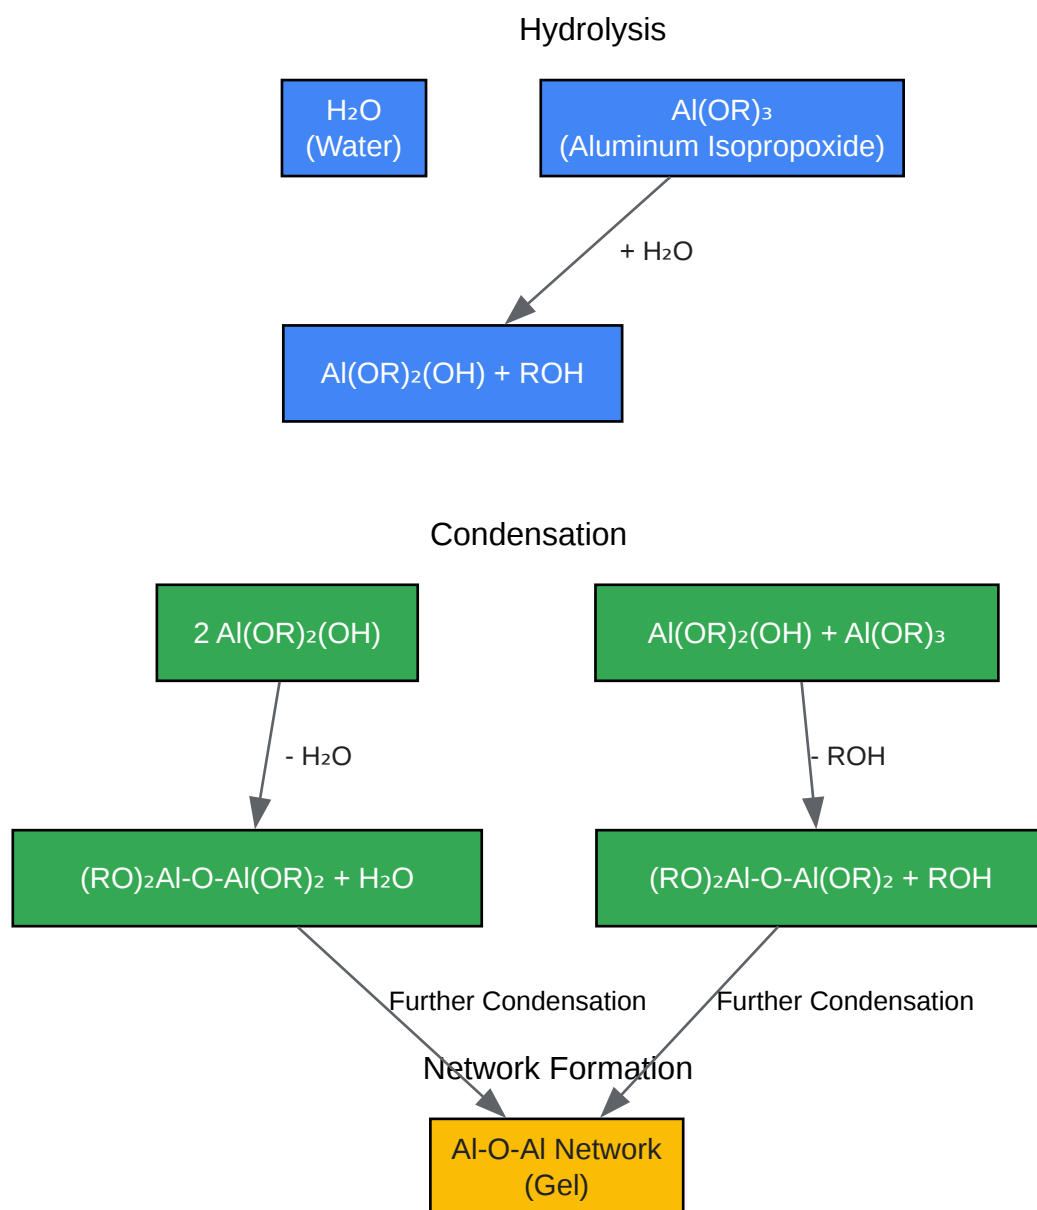 Hydrolysis
H₂O
(Water)
Al(OR)₃
(Aluminum Isopropoxide)
+ H₂O
Al(OR)₂(OH) + ROH
Condensation
2 Al(OR)₂(OH)
Al(OR)₂(OH) + Al(OR)₃
- H₂O
- ROH
(RO)₂Al-O-Al(OR)₂ + H₂O
(RO)₂Al-O-Al(OR)₂ + ROH
Further Condensation
Further Condensation
Network Formation
Al-O-Al Network
(Gel)